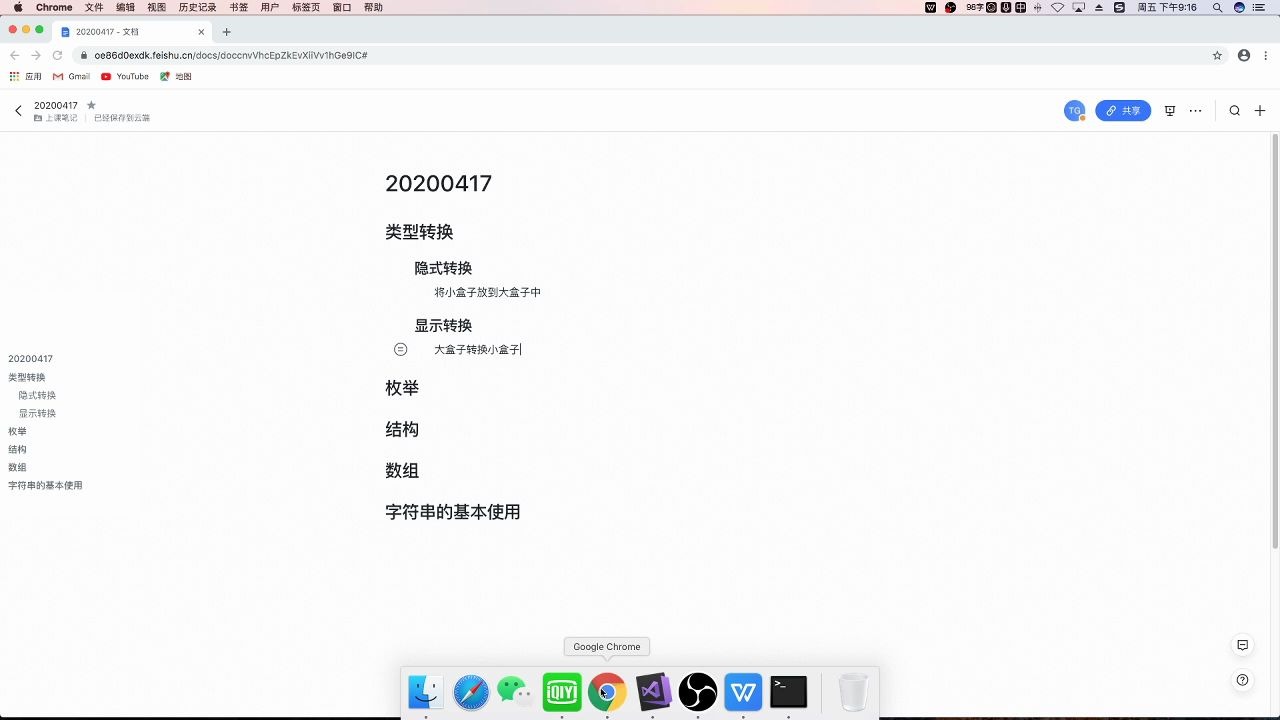 Chrome 文件 编辑 视图 历史记录 书签 用户 标签页 窗口 帮助 98字 中 周五 下午9:16
20200417 - 文档
oe86d0exdk.feishu.cn/docs/doccnvVhcEpZkEvXiiVv1hGe9IC#
应用 Gmail YouTube 地图
20200417
上课笔记 已经保存到云端
TG 共享
20200417
类型转换
隐式转换
将小盒子放到大盒子中
显示转换
大盒子转换小盒子
枚举
结构
数组
字符串的基本使用
20200417
类型转换
隐式转换
显示转换
枚举
结构
数组
字符串的基本使用
Google Chrome
iQIYI